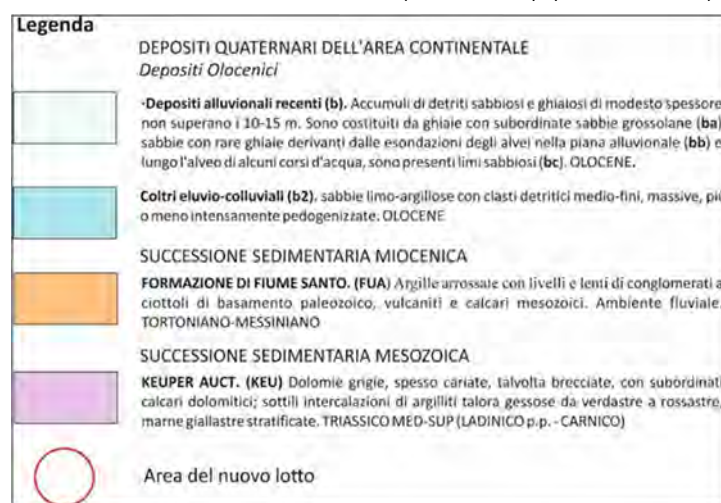 Legenda
DEPOSITI QUATERNARI DELL'AREA CONTINENTALE
Depositi Olocenici
-Depositi alluvionali recenti (b). Accumuli di detriti sabbiosi e ghiaiosi di modesto spessore
non superano i 10-15 m. Sono costituiti da ghiaie con subordinate sabbie grossolane (ba)
sabbie con rare ghiaie derivanti dalle esondazioni degli alvei nella piana alluvionale (bb) e
lungo l'alveo di alcuni corsi d'acqua, sono presenti limi sabbiosi (bc). OLOCENE.
Coltri eluvio-colluviali (b2). sabbie limo-argillose con clasti detritici medio-fini, massive, più
o meno intensamente pedogenizzate. OLOCENE
SUCCESSIONE SEDIMENTARIA MIOCENICA
FORMAZIONE DI FIUME SANTO. (FUA) Argille arrossate con livelli e lenti di conglomerati a
ciottoli di basamento paleozoico, vulcaniti e calcari mesozoici. Ambiente fluviale.
TORTONIANO-MESSINIANO
SUCCESSIONE SEDIMENTARIA MESOZOICA
KEUPER AUCT. (KEU) Dolomie grigie, spesso cariate, talvolta brecciate, con subordinati
calcari dolomitici; sottili intercalazioni di argilliti talora gessose da verdastre a rossastre,
marne giallastre stratificate. TRIASSICO MED-SUP (LADINICO p.p. - CARNICO)
Area del nuovo lotto